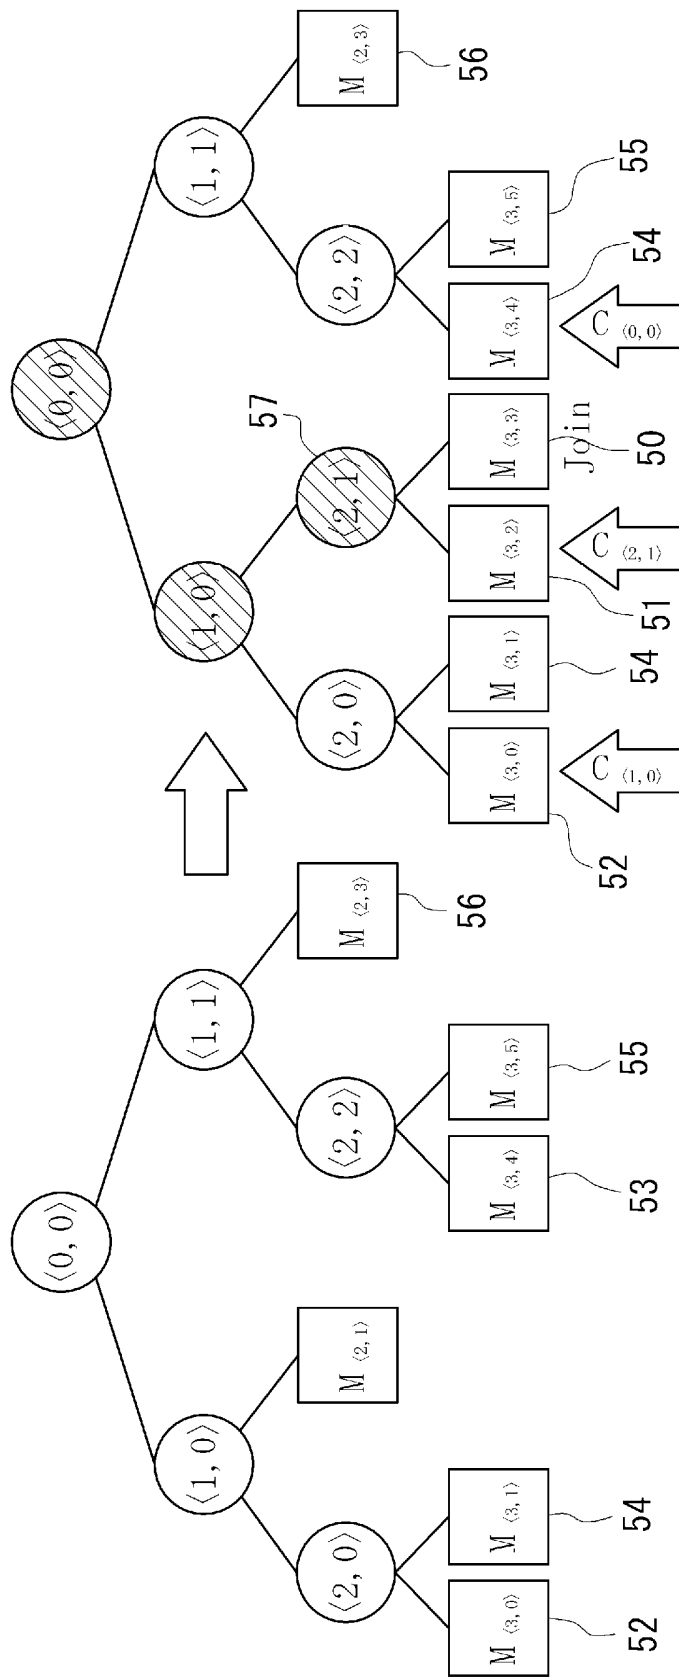 ⟨0,0⟩
⟨1,0⟩
⟨1,1⟩
⟨2,0⟩
M⟨2,1⟩
⟨2,2⟩
M⟨2,3⟩
56
M⟨3,0⟩
M⟨3,1⟩
M⟨3,4⟩
M⟨3,5⟩
52
54
53
55
⟨0,0⟩
⟨1,0⟩
⟨1,1⟩
57
⟨2,0⟩
⟨2,1⟩
⟨2,2⟩
M⟨2,3⟩
56
M⟨3,0⟩
M⟨3,1⟩
M⟨3,2⟩
M⟨3,3⟩
M⟨3,4⟩
M⟨3,5⟩
52
54
51
50
54
55
Join
C⟨1,0⟩
C⟨2,1⟩
C⟨0,0⟩